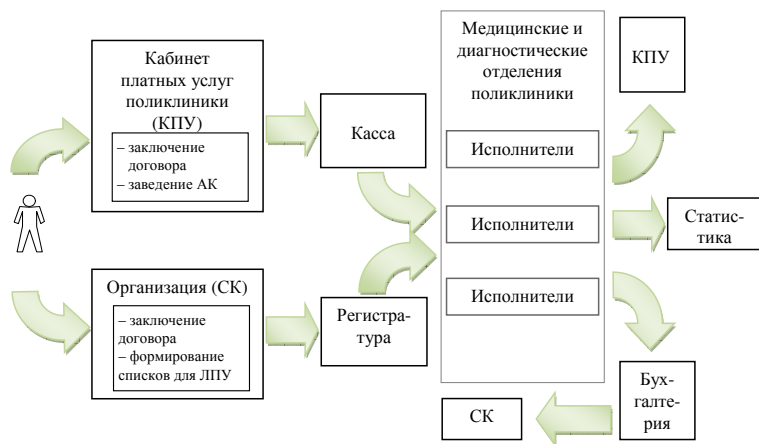 Кабинет
платных услуг
поликлиники
(КПУ)
– заключение
договора
– заведение АК
Организация (СК)
– заключение
договора
– формирование
списков для ЛПУ
Касса
Регистра-
тура
Медицинские и
диагностические
отделения
поликлиники
Исполнители
Исполнители
Исполнители
КПУ
Статис-
тика
Бух-
галте-
рия
СК